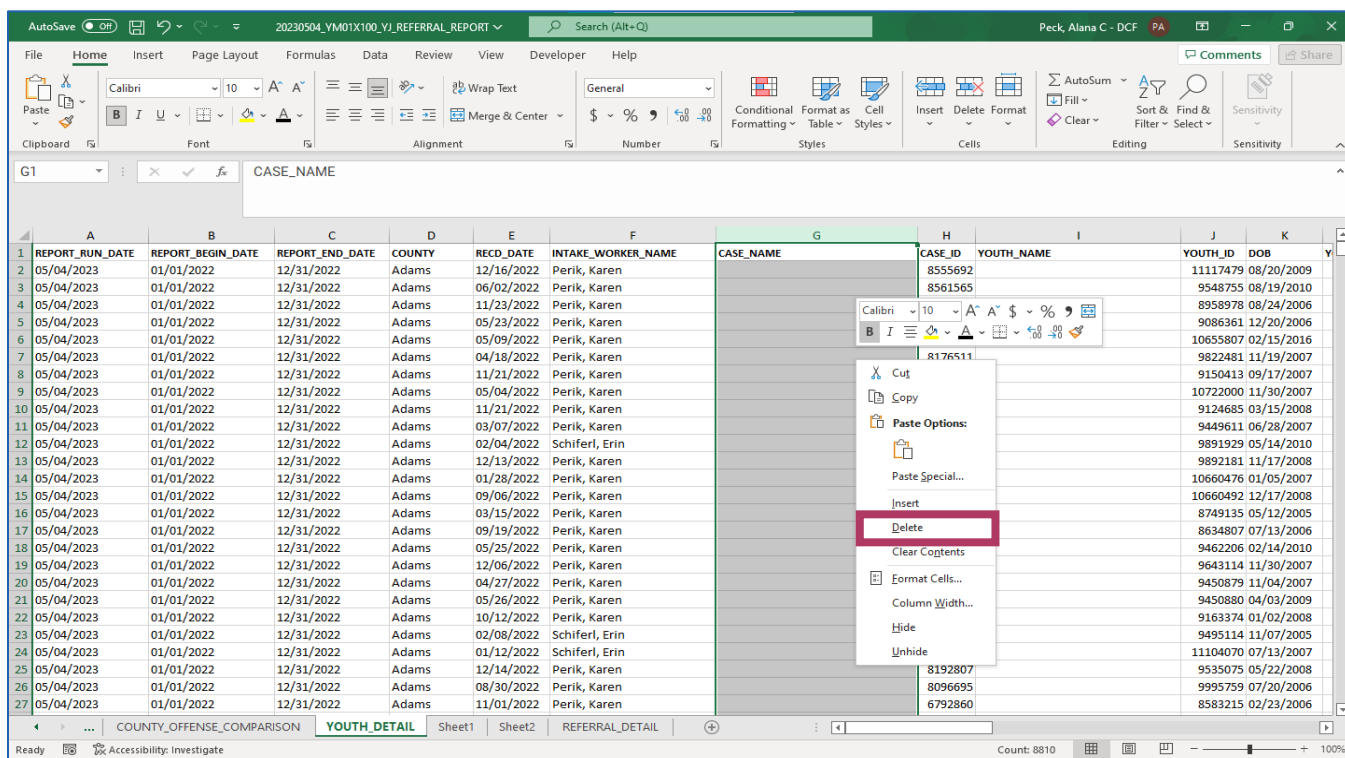 AutoSave Off 20230504_YM01X100_YJ_REFERRAL_REPORT Search (Alt+Q) Peck, Alana C - DCF PA
File Home Insert Page Layout Formulas Data Review View Developer Help Comments Share
Calibri 10 A^ A˅ Wrap Text General AutoSum
Paste B I U A Merge & Center $ % 9 Conditional Formatting Format as Table Cell Styles Insert Delete Format Fill Clear Sort & Filter Find & Select Sensitivity
Clipboard Font Alignment Number Styles Cells Editing Sensitivity
G1 fx CASE_NAME
A B C D E F G H I J K
1 REPORT_RUN_DATE REPORT_BEGIN_DATE REPORT_END_DATE COUNTY RECD_DATE INTAKE_WORKER_NAME CASE_NAME CASE_ID YOUTH_NAME YOUTH_ID DOB
2 05/04/2023 01/01/2022 12/31/2022 Adams 12/16/2022 Perik, Karen 8555692 11117479 08/20/2009
3 05/04/2023 01/01/2022 12/31/2022 Adams 06/02/2022 Perik, Karen 8561565 9548755 08/19/2010
4 05/04/2023 01/01/2022 12/31/2022 Adams 11/23/2022 Perik, Karen 8958978 08/24/2006
5 05/04/2023 01/01/2022 12/31/2022 Adams 05/23/2022 Perik, Karen 9086361 12/20/2006
6 05/04/2023 01/01/2022 12/31/2022 Adams 05/09/2022 Perik, Karen 10655807 02/15/2016
7 05/04/2023 01/01/2022 12/31/2022 Adams 04/18/2022 Perik, Karen 8176511 9822481 11/19/2007
8 05/04/2023 01/01/2022 12/31/2022 Adams 11/21/2022 Perik, Karen 9150413 09/17/2007
9 05/04/2023 01/01/2022 12/31/2022 Adams 05/04/2022 Perik, Karen 10722000 11/30/2007
10 05/04/2023 01/01/2022 12/31/2022 Adams 11/21/2022 Perik, Karen 9124685 03/15/2008
11 05/04/2023 01/01/2022 12/31/2022 Adams 03/07/2022 Perik, Karen 9449611 06/28/2007
12 05/04/2023 01/01/2022 12/31/2022 Adams 02/04/2022 Schiferl, Erin 9891929 05/14/2010
13 05/04/2023 01/01/2022 12/31/2022 Adams 12/13/2022 Perik, Karen 9892181 11/17/2008
14 05/04/2023 01/01/2022 12/31/2022 Adams 01/28/2022 Perik, Karen 10660476 01/05/2007
15 05/04/2023 01/01/2022 12/31/2022 Adams 09/06/2022 Perik, Karen 10660492 12/17/2008
16 05/04/2023 01/01/2022 12/31/2022 Adams 03/15/2022 Perik, Karen 8749135 05/12/2005
17 05/04/2023 01/01/2022 12/31/2022 Adams 09/19/2022 Perik, Karen 8634807 07/13/2006
18 05/04/2023 01/01/2022 12/31/2022 Adams 05/25/2022 Perik, Karen 9462206 02/14/2010
19 05/04/2023 01/01/2022 12/31/2022 Adams 12/06/2022 Perik, Karen 9643114 11/30/2007
20 05/04/2023 01/01/2022 12/31/2022 Adams 04/27/2022 Perik, Karen 9450879 11/04/2007
21 05/04/2023 01/01/2022 12/31/2022 Adams 05/26/2022 Perik, Karen 9450880 04/03/2009
22 05/04/2023 01/01/2022 12/31/2022 Adams 10/12/2022 Perik, Karen 9163374 01/02/2008
23 05/04/2023 01/01/2022 12/31/2022 Adams 02/08/2022 Schiferl, Erin 9495114 11/07/2005
24 05/04/2023 01/01/2022 12/31/2022 Adams 01/12/2022 Schiferl, Erin 11104070 07/13/2007
25 05/04/2023 01/01/2022 12/31/2022 Adams 12/14/2022 Perik, Karen 8192807 9535075 05/22/2008
26 05/04/2023 01/01/2022 12/31/2022 Adams 08/30/2022 Perik, Karen 8096695 9995759 07/20/2006
27 05/04/2023 01/01/2022 12/31/2022 Adams 11/01/2022 Perik, Karen 6792860 8583215 02/23/2006
Calibri 10 A^ A˅ $ % 9
B I A
Cut
Copy
Paste Options:
Paste Special...
Insert
Delete
Clear Contents
Format Cells...
Column Width...
Hide
Unhide
... COUNTY_OFFENSE_COMPARISON YOUTH_DETAIL Sheet1 Sheet2 REFERRAL_DETAIL
Ready Accessibility: Investigate Count: 8810 100%